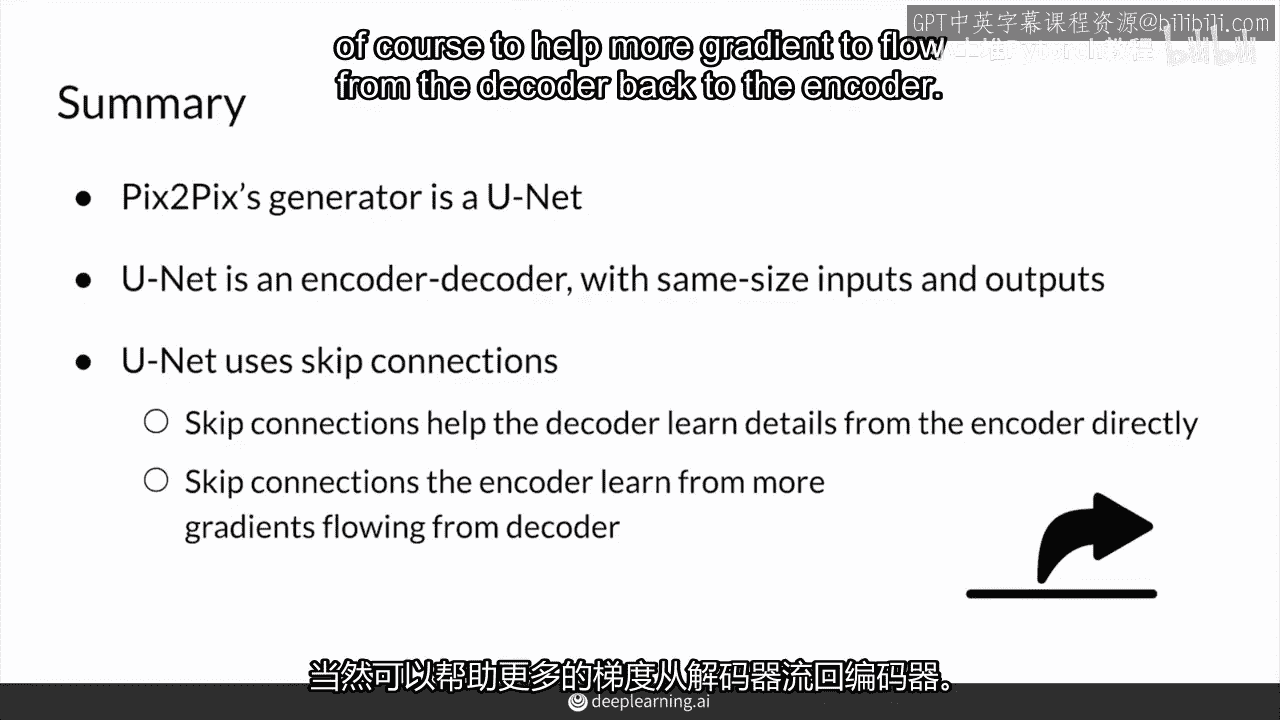 GPT中英字幕课程资源@bilibili.com
of course to help more gradient to flow
from the decoder back to the encoder.
Summary
● Pix2Pix’s generator is a U-Net
● U-Net is an encoder-decoder, with same-size inputs and outputs
● U-Net uses skip connections
○ Skip connections help the decoder learn details from the encoder directly
○ Skip connections the encoder learn from more
gradients flowing from decoder
当然可以帮助更多的梯度从解码器流回编码器。
deeplearning.ai